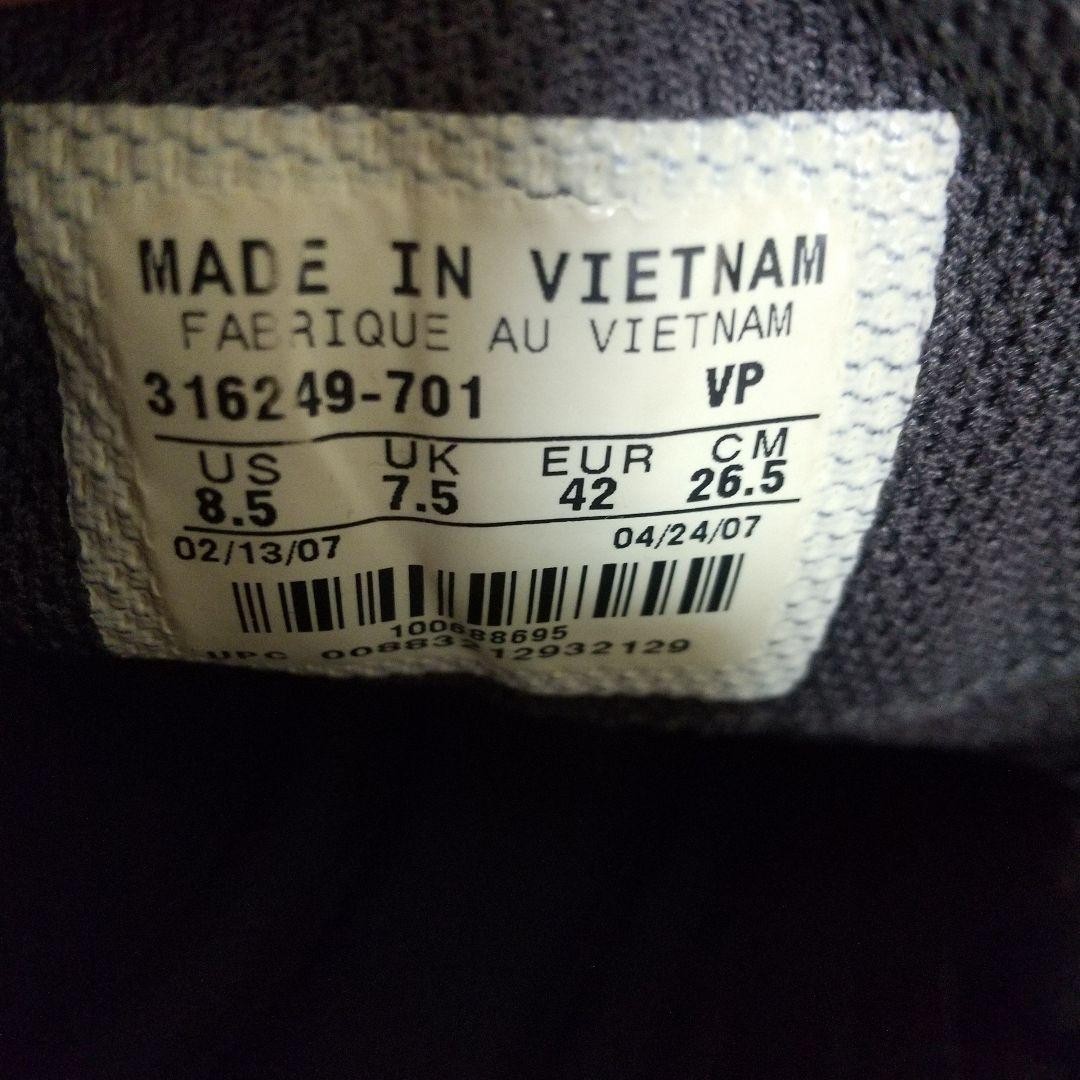 MADE IN VIETNAM
FABRIQUE AU VIETNAM
316249-701 VP
US UK EUR CM
8.5 7.5 42 26.5
02/13/07 04/24/07
100688695
UPC 00883212932129